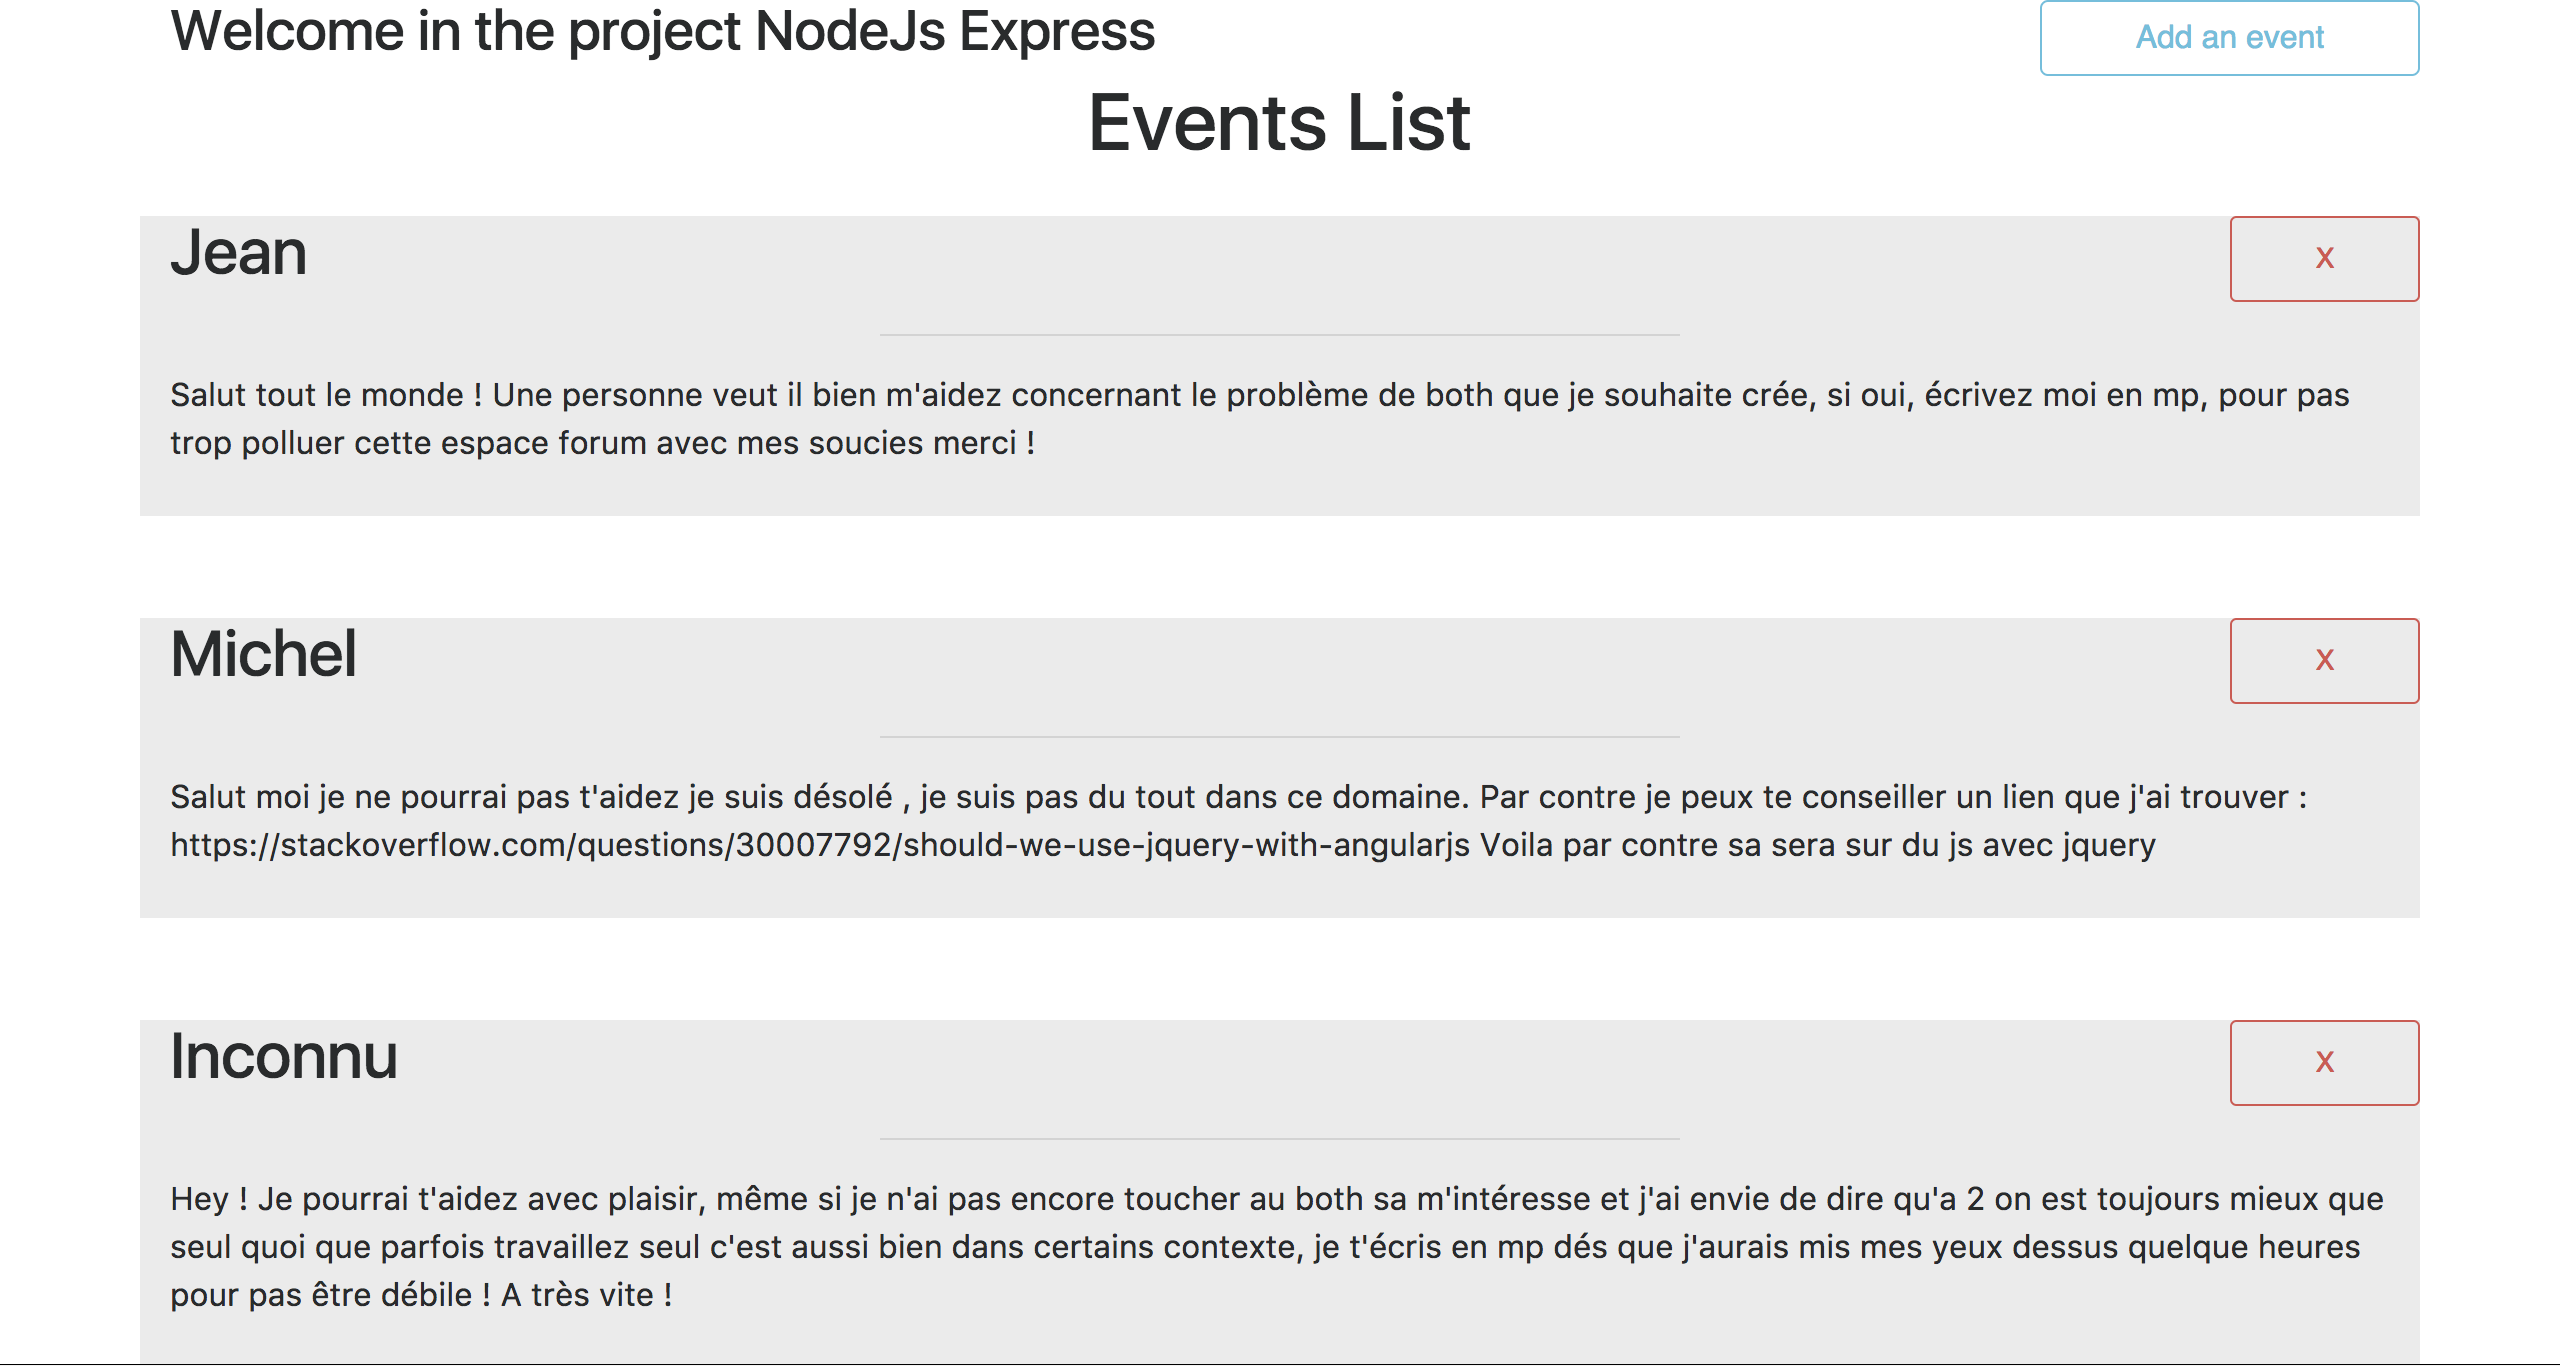 Welcome in the project NodeJs Express
Add an event
Events List
Jean
X
Salut tout le monde ! Une personne veut il bien m'aidez concernant le problème de both que je souhaite crée, si oui, écrivez moi en mp, pour pas
trop polluer cette espace forum avec mes soucies merci !
Michel
X
Salut moi je ne pourrai pas t'aidez je suis désolé , je suis pas du tout dans ce domaine. Par contre je peux te conseiller un lien que j'ai trouver :
https://stackoverflow.com/questions/30007792/should-we-use-jquery-with-angularjs Voila par contre sa sera sur du js avec jquery
Inconnu
X
Hey ! Je pourrai t'aidez avec plaisir, même si je n'ai pas encore toucher au both sa m'intéresse et j'ai envie de dire qu'a 2 on est toujours mieux que
seul quoi que parfois travaillez seul c'est aussi bien dans certains contexte, je t'écris en mp dés que j'aurais mis mes yeux dessus quelque heures
pour pas être débile ! A très vite !